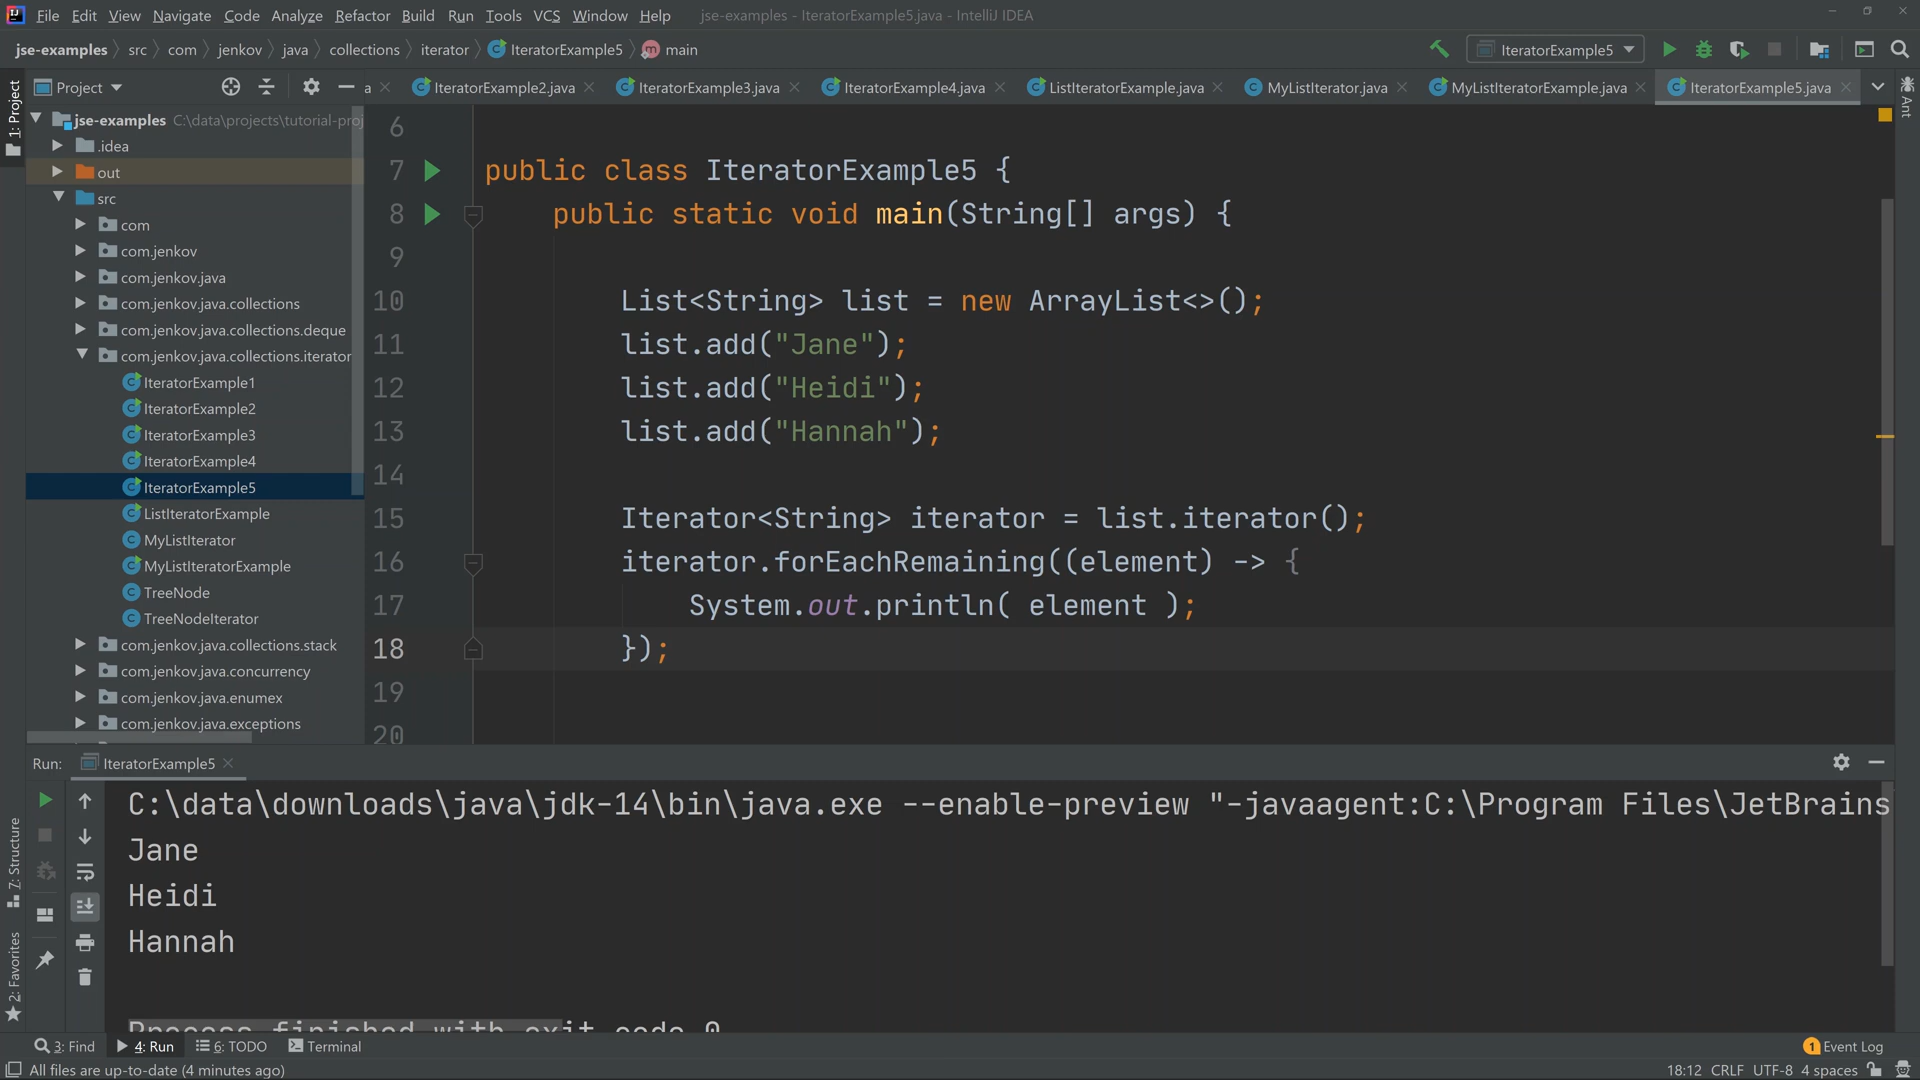 File Edit View Navigate Code Analyze Refactor Build Run Tools VCS Window Help jse-examples - IteratorExample5.java - IntelliJ IDEA
jse-examples src com jenkov java collections iterator IteratorExample5 main IteratorExample5
Project a IteratorExample2.java IteratorExample3.java IteratorExample4.java ListIteratorExample.java MyListIterator.java MyListIteratorExample.java IteratorExample5.java
1: Project
Ant
jse-examples C:\data\projects\tutorial-proj
.idea
out
src
com
com.jenkov
com.jenkov.java
com.jenkov.java.collections
com.jenkov.java.collections.deque
com.jenkov.java.collections.iterator
IteratorExample1
IteratorExample2
IteratorExample3
IteratorExample4
IteratorExample5
ListIteratorExample
MyListIterator
MyListIteratorExample
TreeNode
TreeNodeIterator
com.jenkov.java.collections.stack
com.jenkov.java.concurrency
com.jenkov.java.enumex
com.jenkov.java.exceptions
6
7 public class IteratorExample5 {
8 public static void main(String[] args) {
9
10 List<String> list = new ArrayList<>();
11 list.add("Jane");
12 list.add("Heidi");
13 list.add("Hannah");
14
15 Iterator<String> iterator = list.iterator();
16 iterator.forEachRemaining((element) -> {
17 System.out.println( element );
18 });
19
20
Run: IteratorExample5
C:\data\downloads\java\jdk-14\bin\java.exe --enable-preview "-javaagent:C:\Program Files\JetBrains
Jane
Heidi
Hannah
Process finished with exit code 0
7: Structure
2: Favorites
3: Find 4: Run 6: TODO Terminal 1 Event Log
All files are up-to-date (4 minutes ago) 18:12 CRLF UTF-8 4 spaces